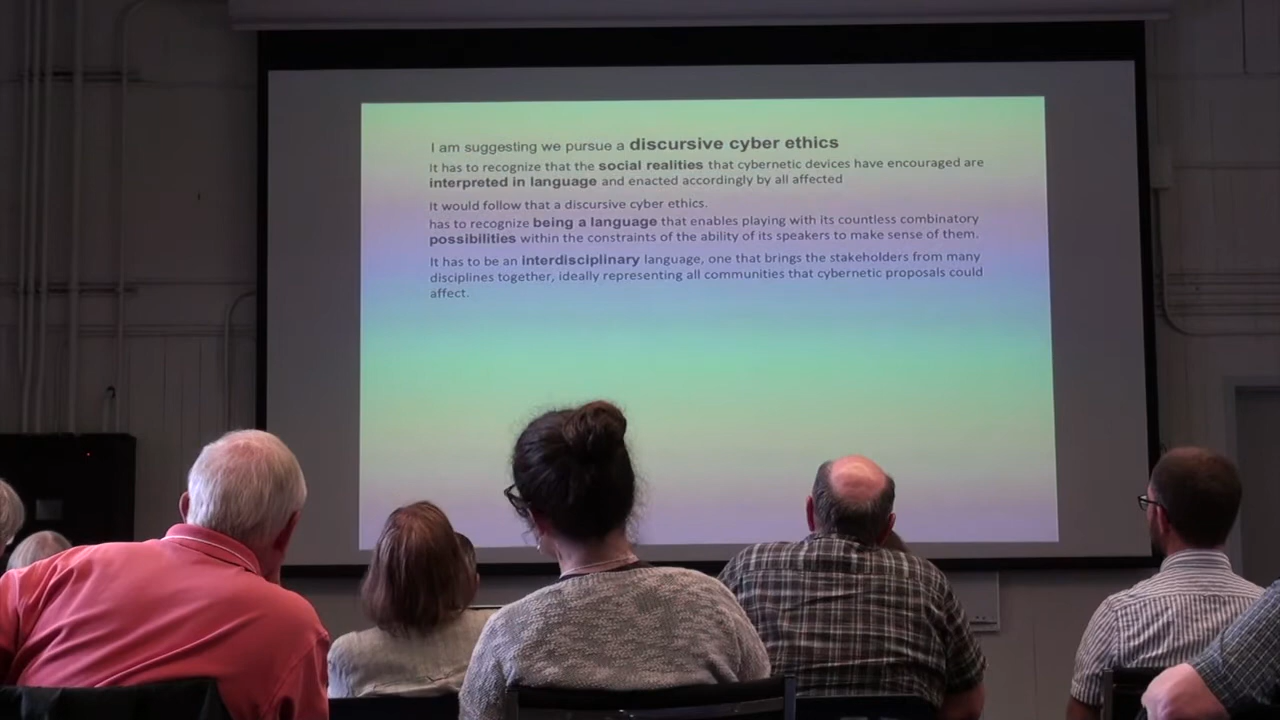 I am suggesting we pursue a discursive cyber ethics
It has to recognize that the social realities that cybernetic devices have encouraged are
interpreted in language and enacted accordingly by all affected
It would follow that a discursive cyber ethics.
has to recognize being a language that enables playing with its countless combinatory
possibilities within the constraints of the ability of its speakers to make sense of them.
It has to be an interdisciplinary language, one that brings the stakeholders from many
disciplines together, ideally representing all communities that cybernetic proposals could
affect.